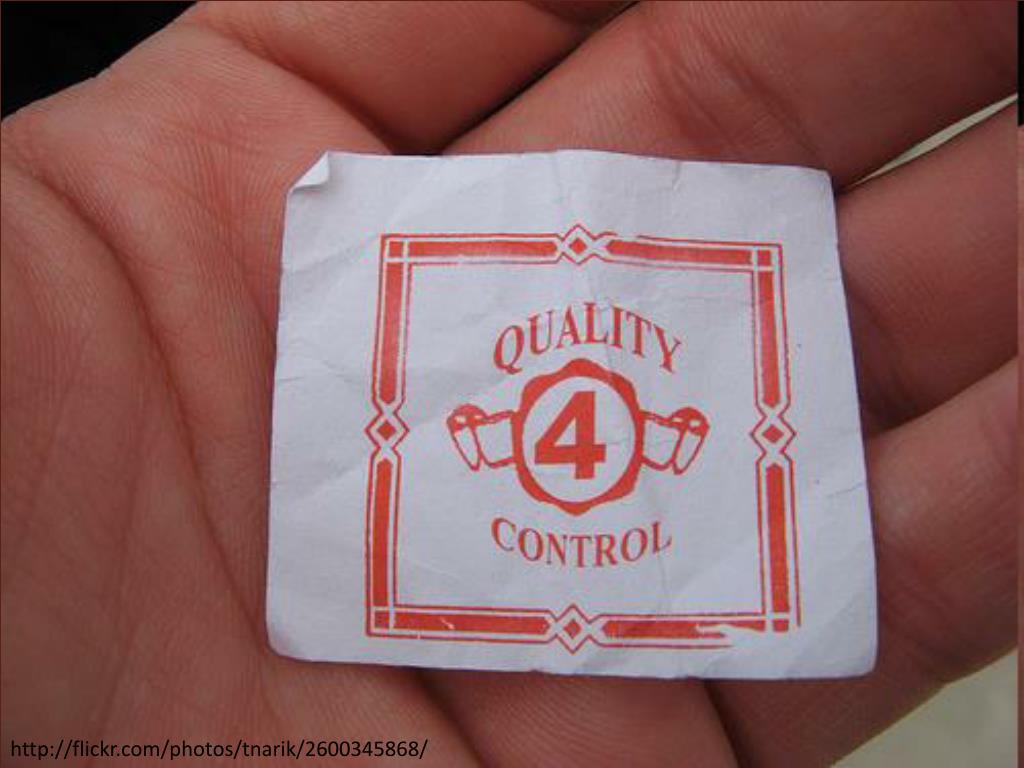 QUALITY
4
CONTROL
http://flickr.com/photos/tnarik/2600345868/